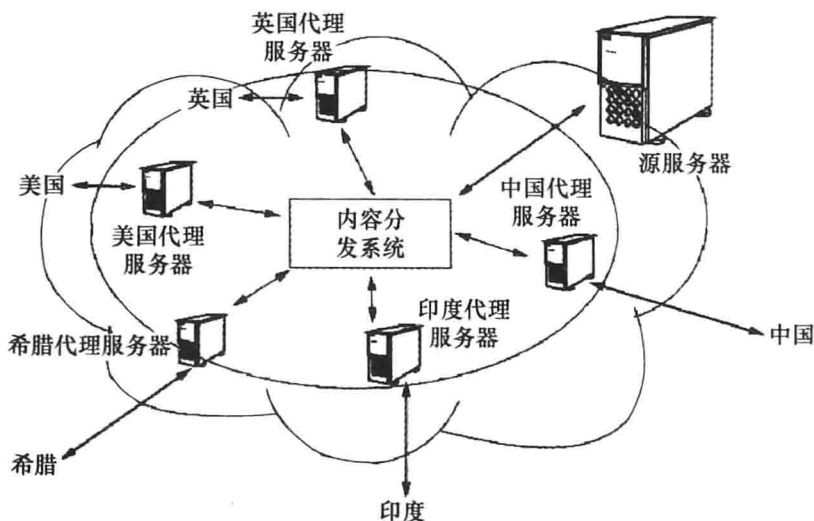 英国代理
服务器
英国
源服务器
美国
中国代理
服务器
美国代理
服务器
内容分
发系统
希腊代理服务器
印度代理
服务器
中国
希腊
印度